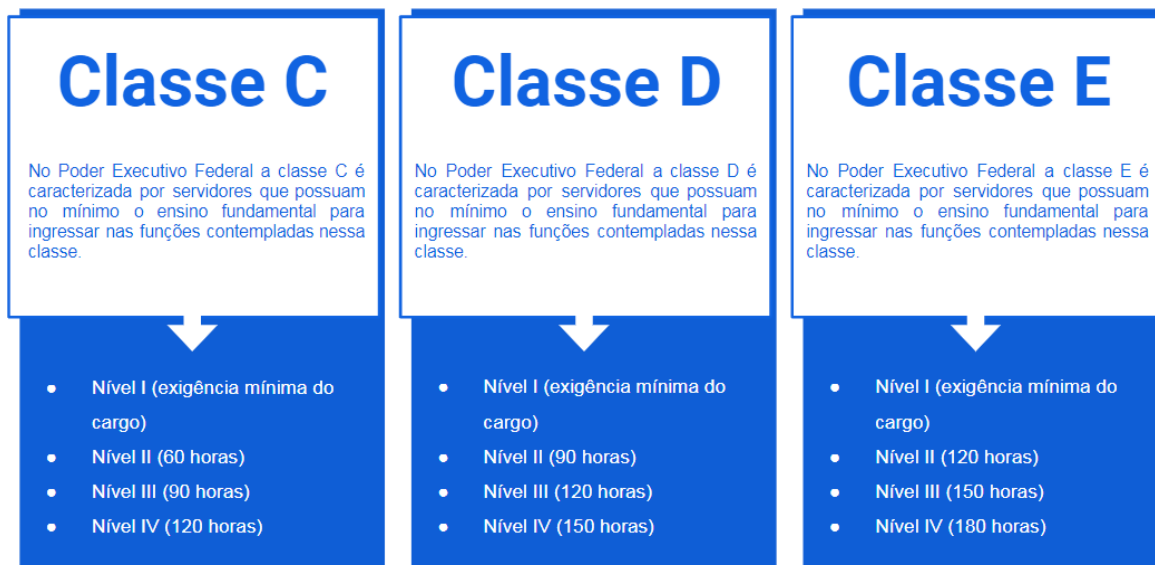 Classe C
No Poder Executivo Federal a classe C é
caracterizada por servidores que possuam
no mínimo o ensino fundamental para
ingressar nas funções contempladas nessa
classe.
● Nível I (exigência mínima do
cargo)
● Nível II (60 horas)
● Nível III (90 horas)
● Nível IV (120 horas)
Classe D
No Poder Executivo Federal a classe D é
caracterizada por servidores que possuam
no mínimo o ensino fundamental para
ingressar nas funções contempladas nessa
classe.
● Nível I (exigência mínima do
cargo)
● Nível II (90 horas)
● Nível III (120 horas)
● Nível IV (150 horas)
Classe E
No Poder Executivo Federal a classe E é
caracterizada por servidores que possuam
no mínimo o ensino fundamental para
ingressar nas funções contempladas nessa
classe.
● Nível I (exigência mínima do
cargo)
● Nível II (120 horas)
● Nível III (150 horas)
● Nível IV (180 horas)